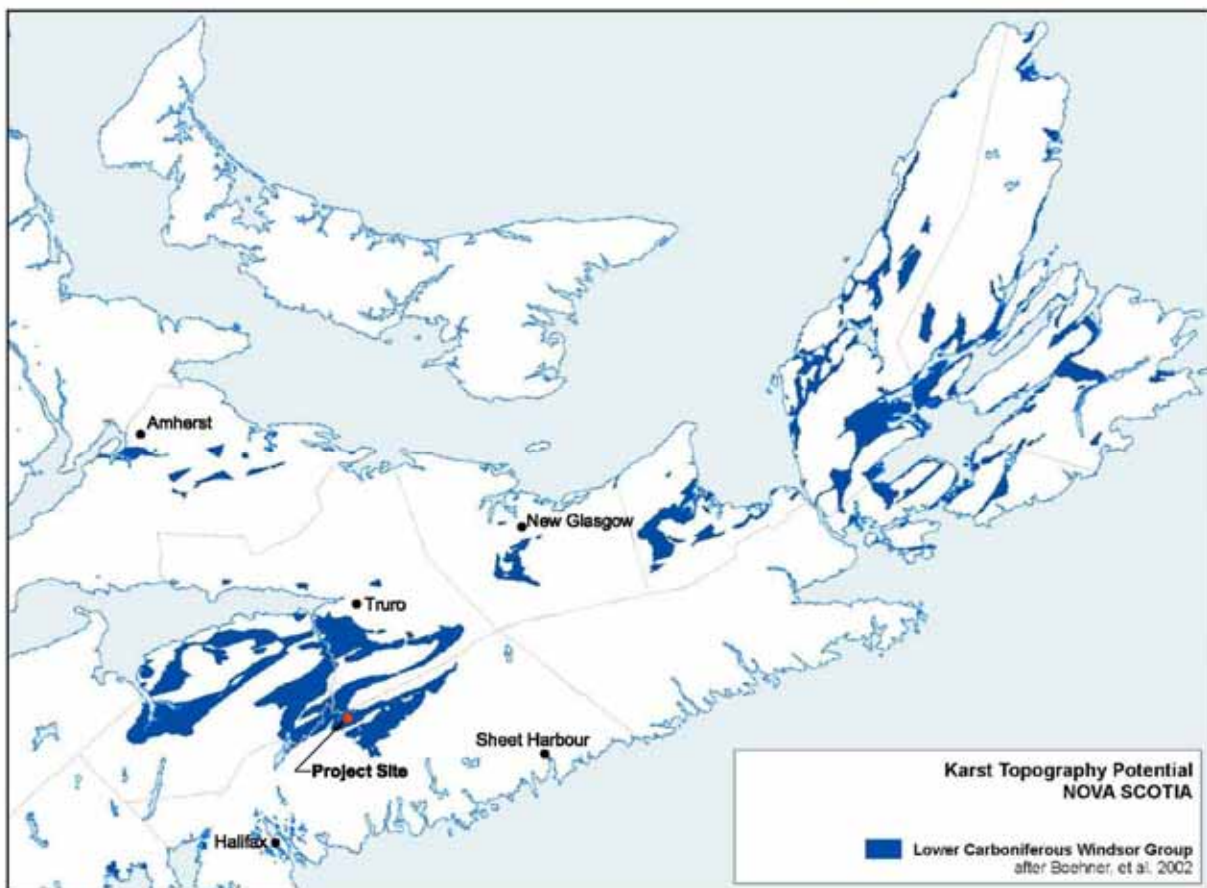 Amherst
New Glasgow
Truro
Sheet Harbour
Project Site
Halifax
Karst Topography Potential
NOVA SCOTIA
Lower Carboniferous Windsor Group
after Boehner, et al. 2002